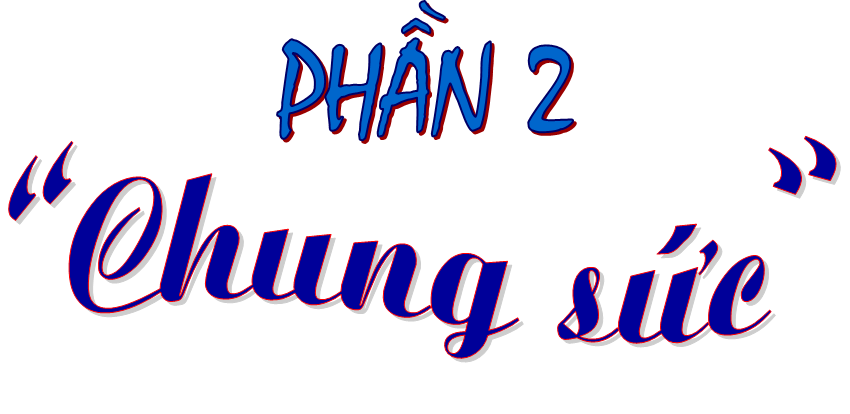 PHẦN 2
“Chung sức”